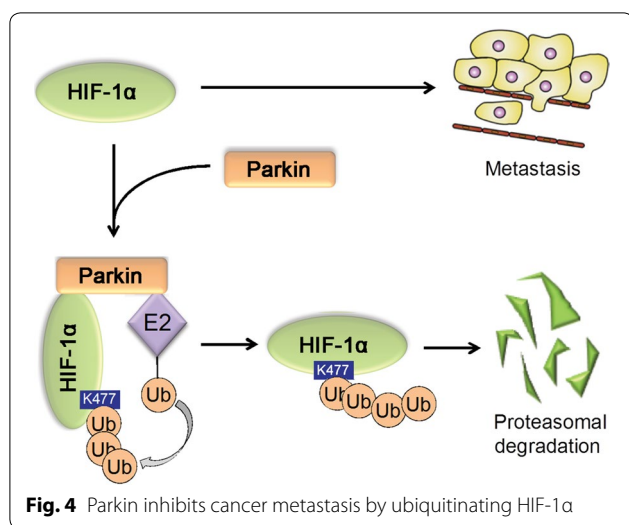 HIF-1α
Metastasis
Parkin
Parkin
E2
HIF-1α
K477
Ub
Ub
Ub
Ub
HIF-1α
K477
Ub
Ub
Ub
Ub
Proteasomal
degradation
Fig. 4 Parkin inhibits cancer metastasis by ubiquitinating HIF-1α